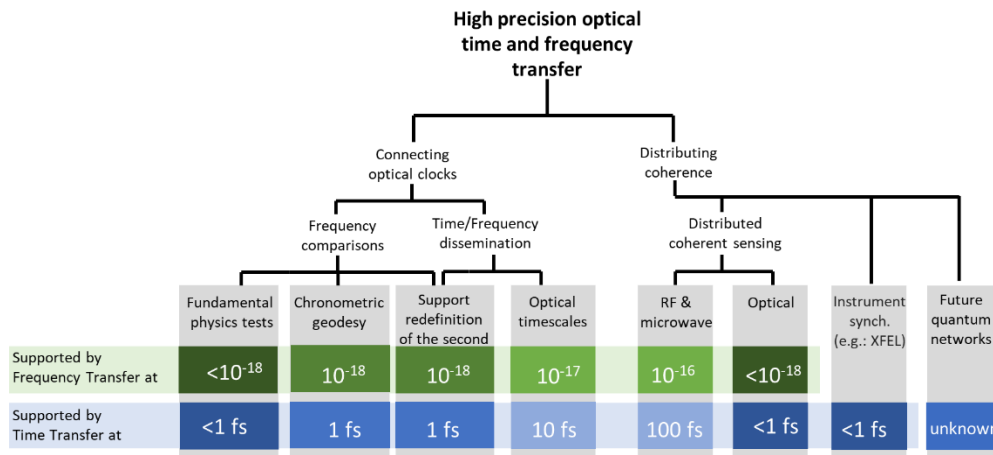 High precision optical
time and frequency
transfer
Connecting
optical clocks
Distributing
coherence
Frequency
comparisons
Time/Frequency
dissemination
Distributed
coherent sensing
Fundamental
physics tests
Chronometric
geodesy
Support
redefinition
of the second
Optical
timescales
RF &
microwave
Optical
Instrument
synch.
(e.g.: XFEL)
Future
quantum
networks
Supported by
Frequency Transfer at
<10⁻¹⁸
10⁻¹⁸
10⁻¹⁸
10⁻¹⁷
10⁻¹⁶
<10⁻¹⁸
Supported by
Time Transfer at
<1 fs
1 fs
1 fs
10 fs
100 fs
<1 fs
<1 fs
unknown